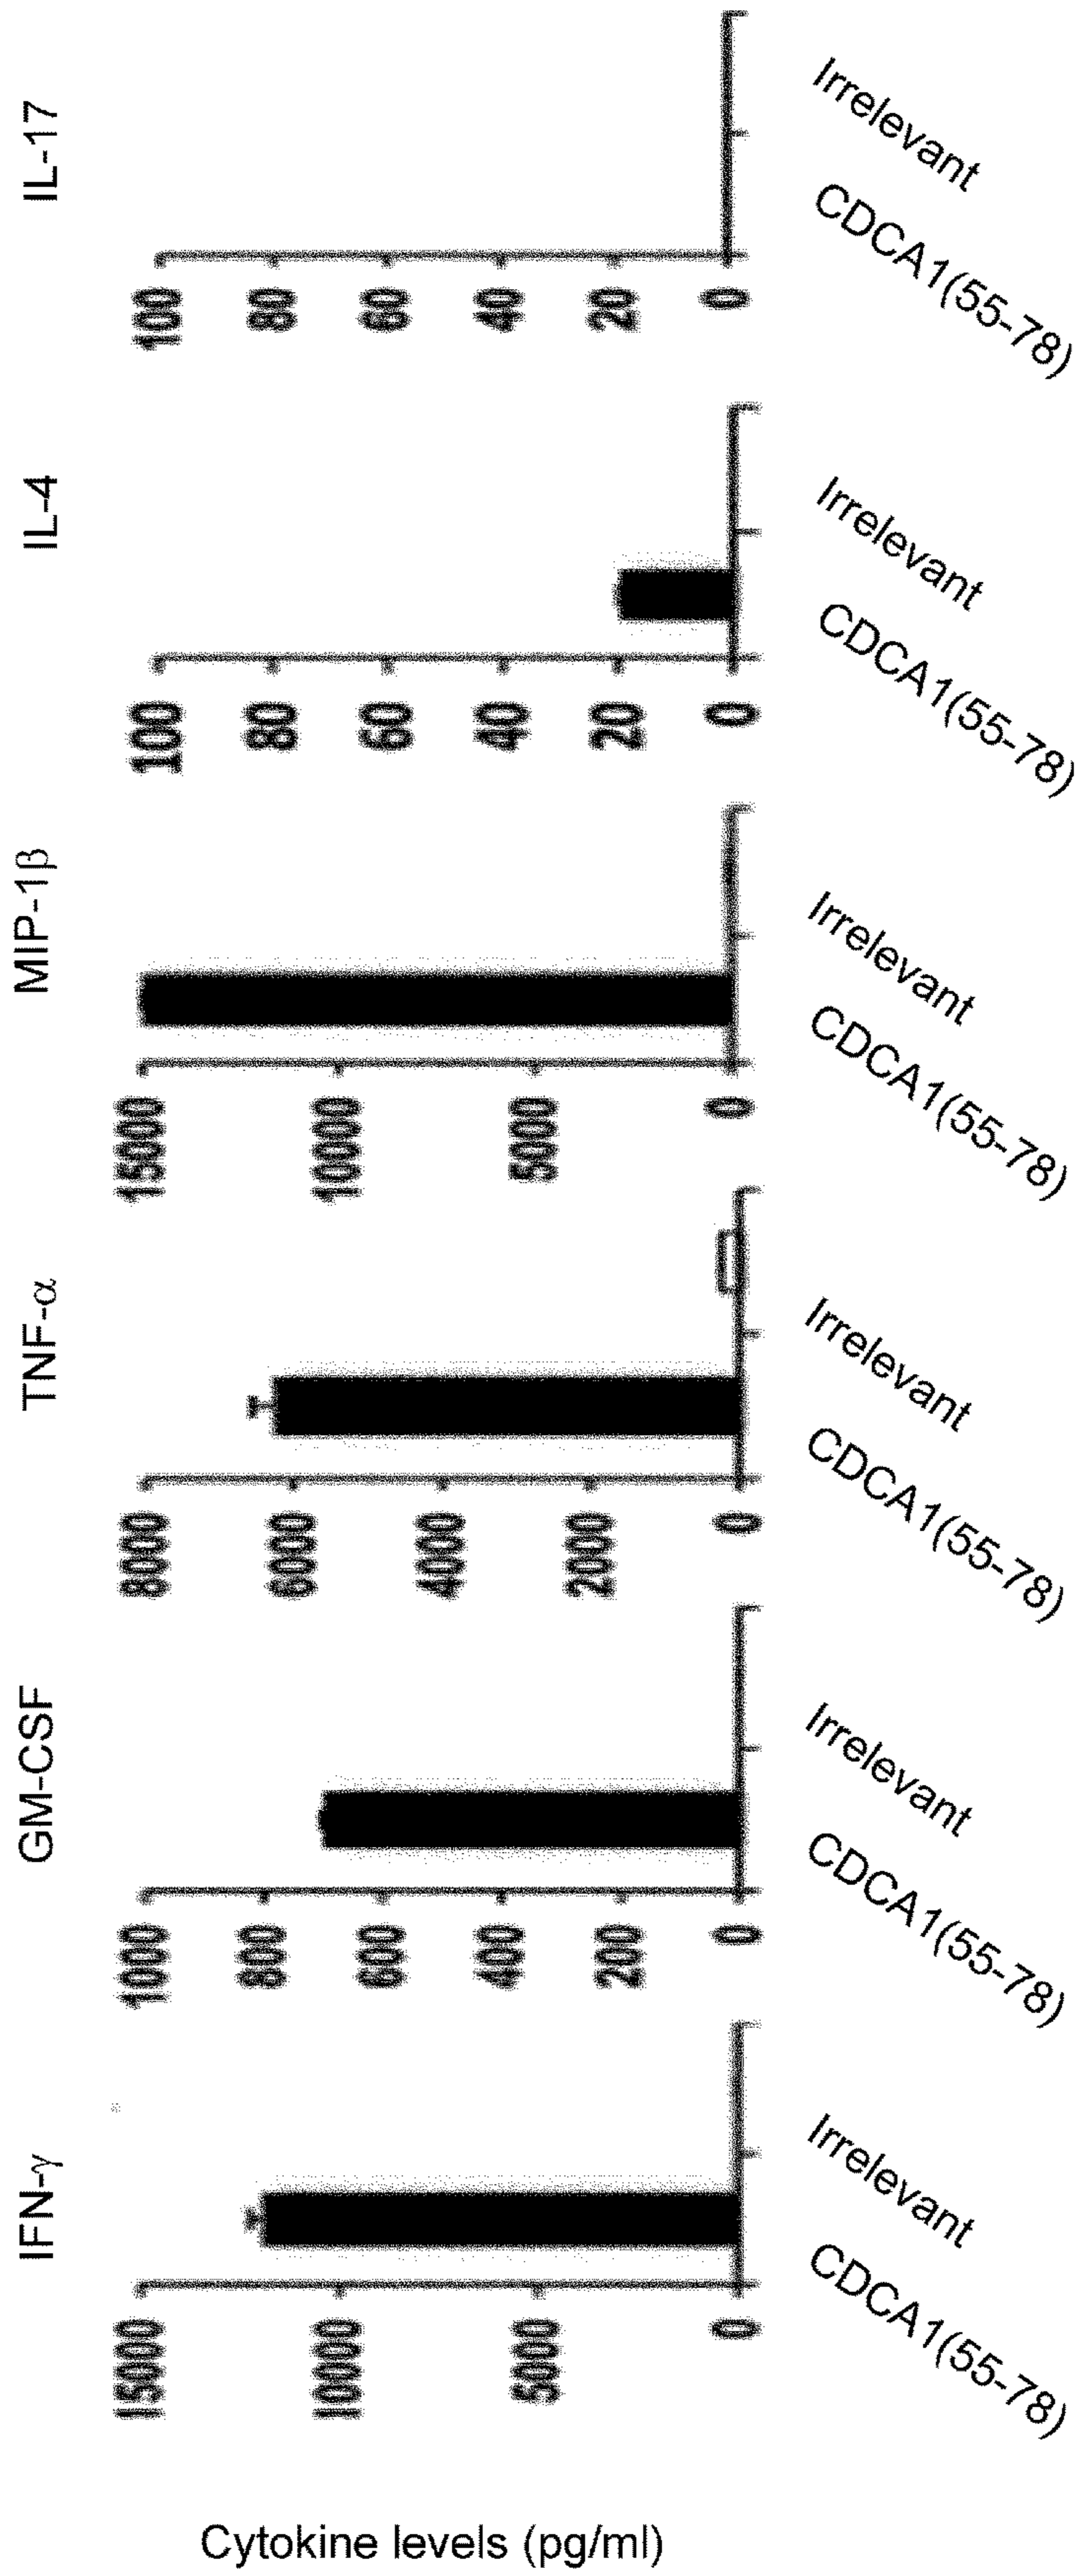 Cytokine levels (pg/ml)
IFN-γ
15000
10000
5000
0
CDCA1(55-78)
Irrelevant
GM-CSF
1000
800
600
400
200
0
CDCA1(55-78)
Irrelevant
TNF-α
8000
6000
4000
2000
0
CDCA1(55-78)
Irrelevant
MIP-1β
15000
10000
5000
0
CDCA1(55-78)
Irrelevant
IL-4
100
80
60
40
20
0
CDCA1(55-78)
Irrelevant
IL-17
100
80
60
40
20
0
CDCA1(55-78)
Irrelevant